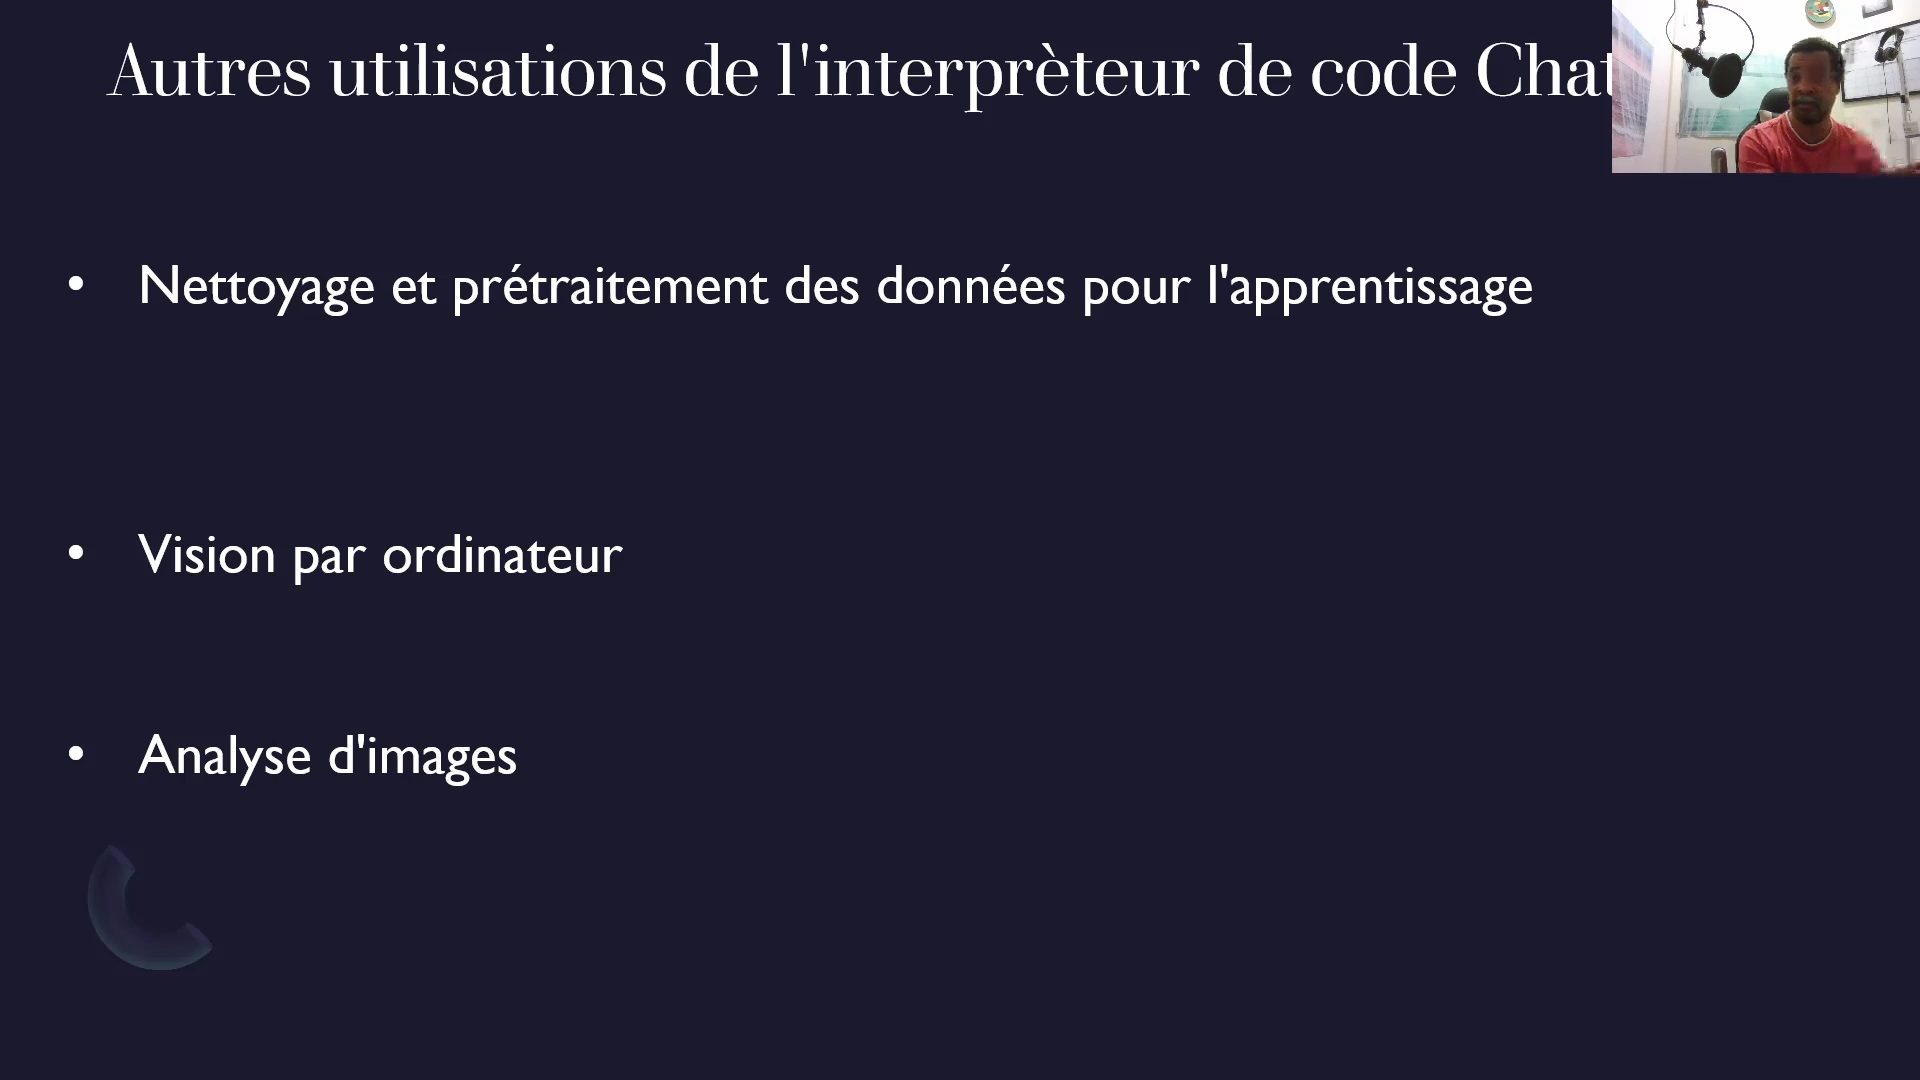 Autres utilisations de l'interprèteur de code Chat
• Nettoyage et prétraitement des données pour l'apprentissage
• Vision par ordinateur
• Analyse d'images